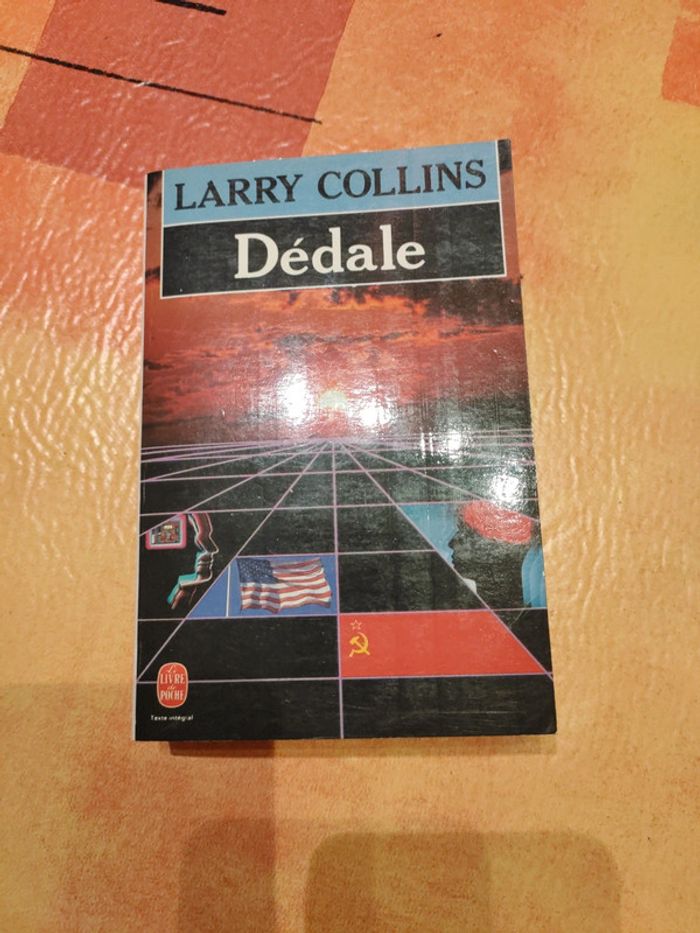 LARRY COLLINS
Dédale
Le
LIVRE
de
POCHE
Texte intégral